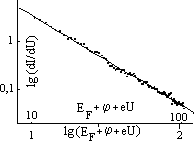 lg(dI/dU)
1
0,1
E_F + φ + eU
10 100
1 2
lg(E_F + φ + eU)